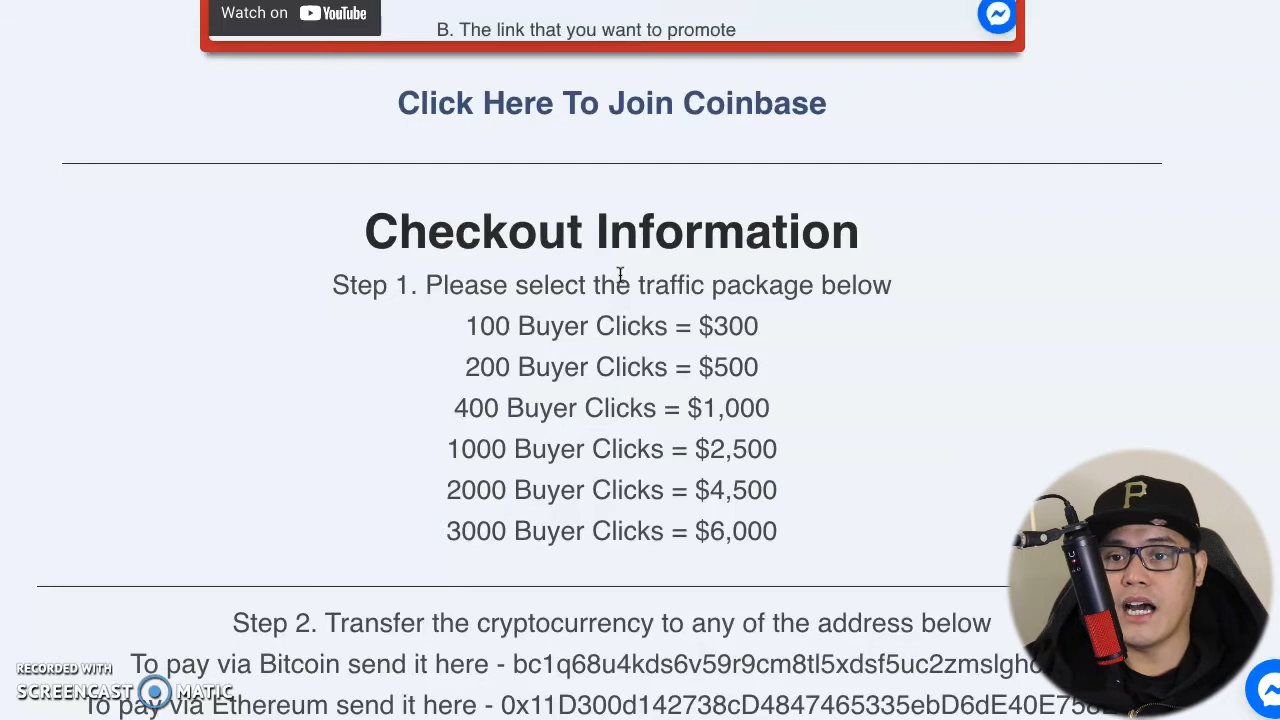 Watch on YouTube
B. The link that you want to promote
Click Here To Join Coinbase
Checkout Information
Step 1. Please select the traffic package below
100 Buyer Clicks = $300
200 Buyer Clicks = $500
400 Buyer Clicks = $1,000
1000 Buyer Clicks = $2,500
2000 Buyer Clicks = $4,500
3000 Buyer Clicks = $6,000
Step 2. Transfer the cryptocurrency to any of the address below
To pay via Bitcoin send it here -
To pay via Ethereum send it here -
RECORDED WITH
SCREENCAST MATIC
P